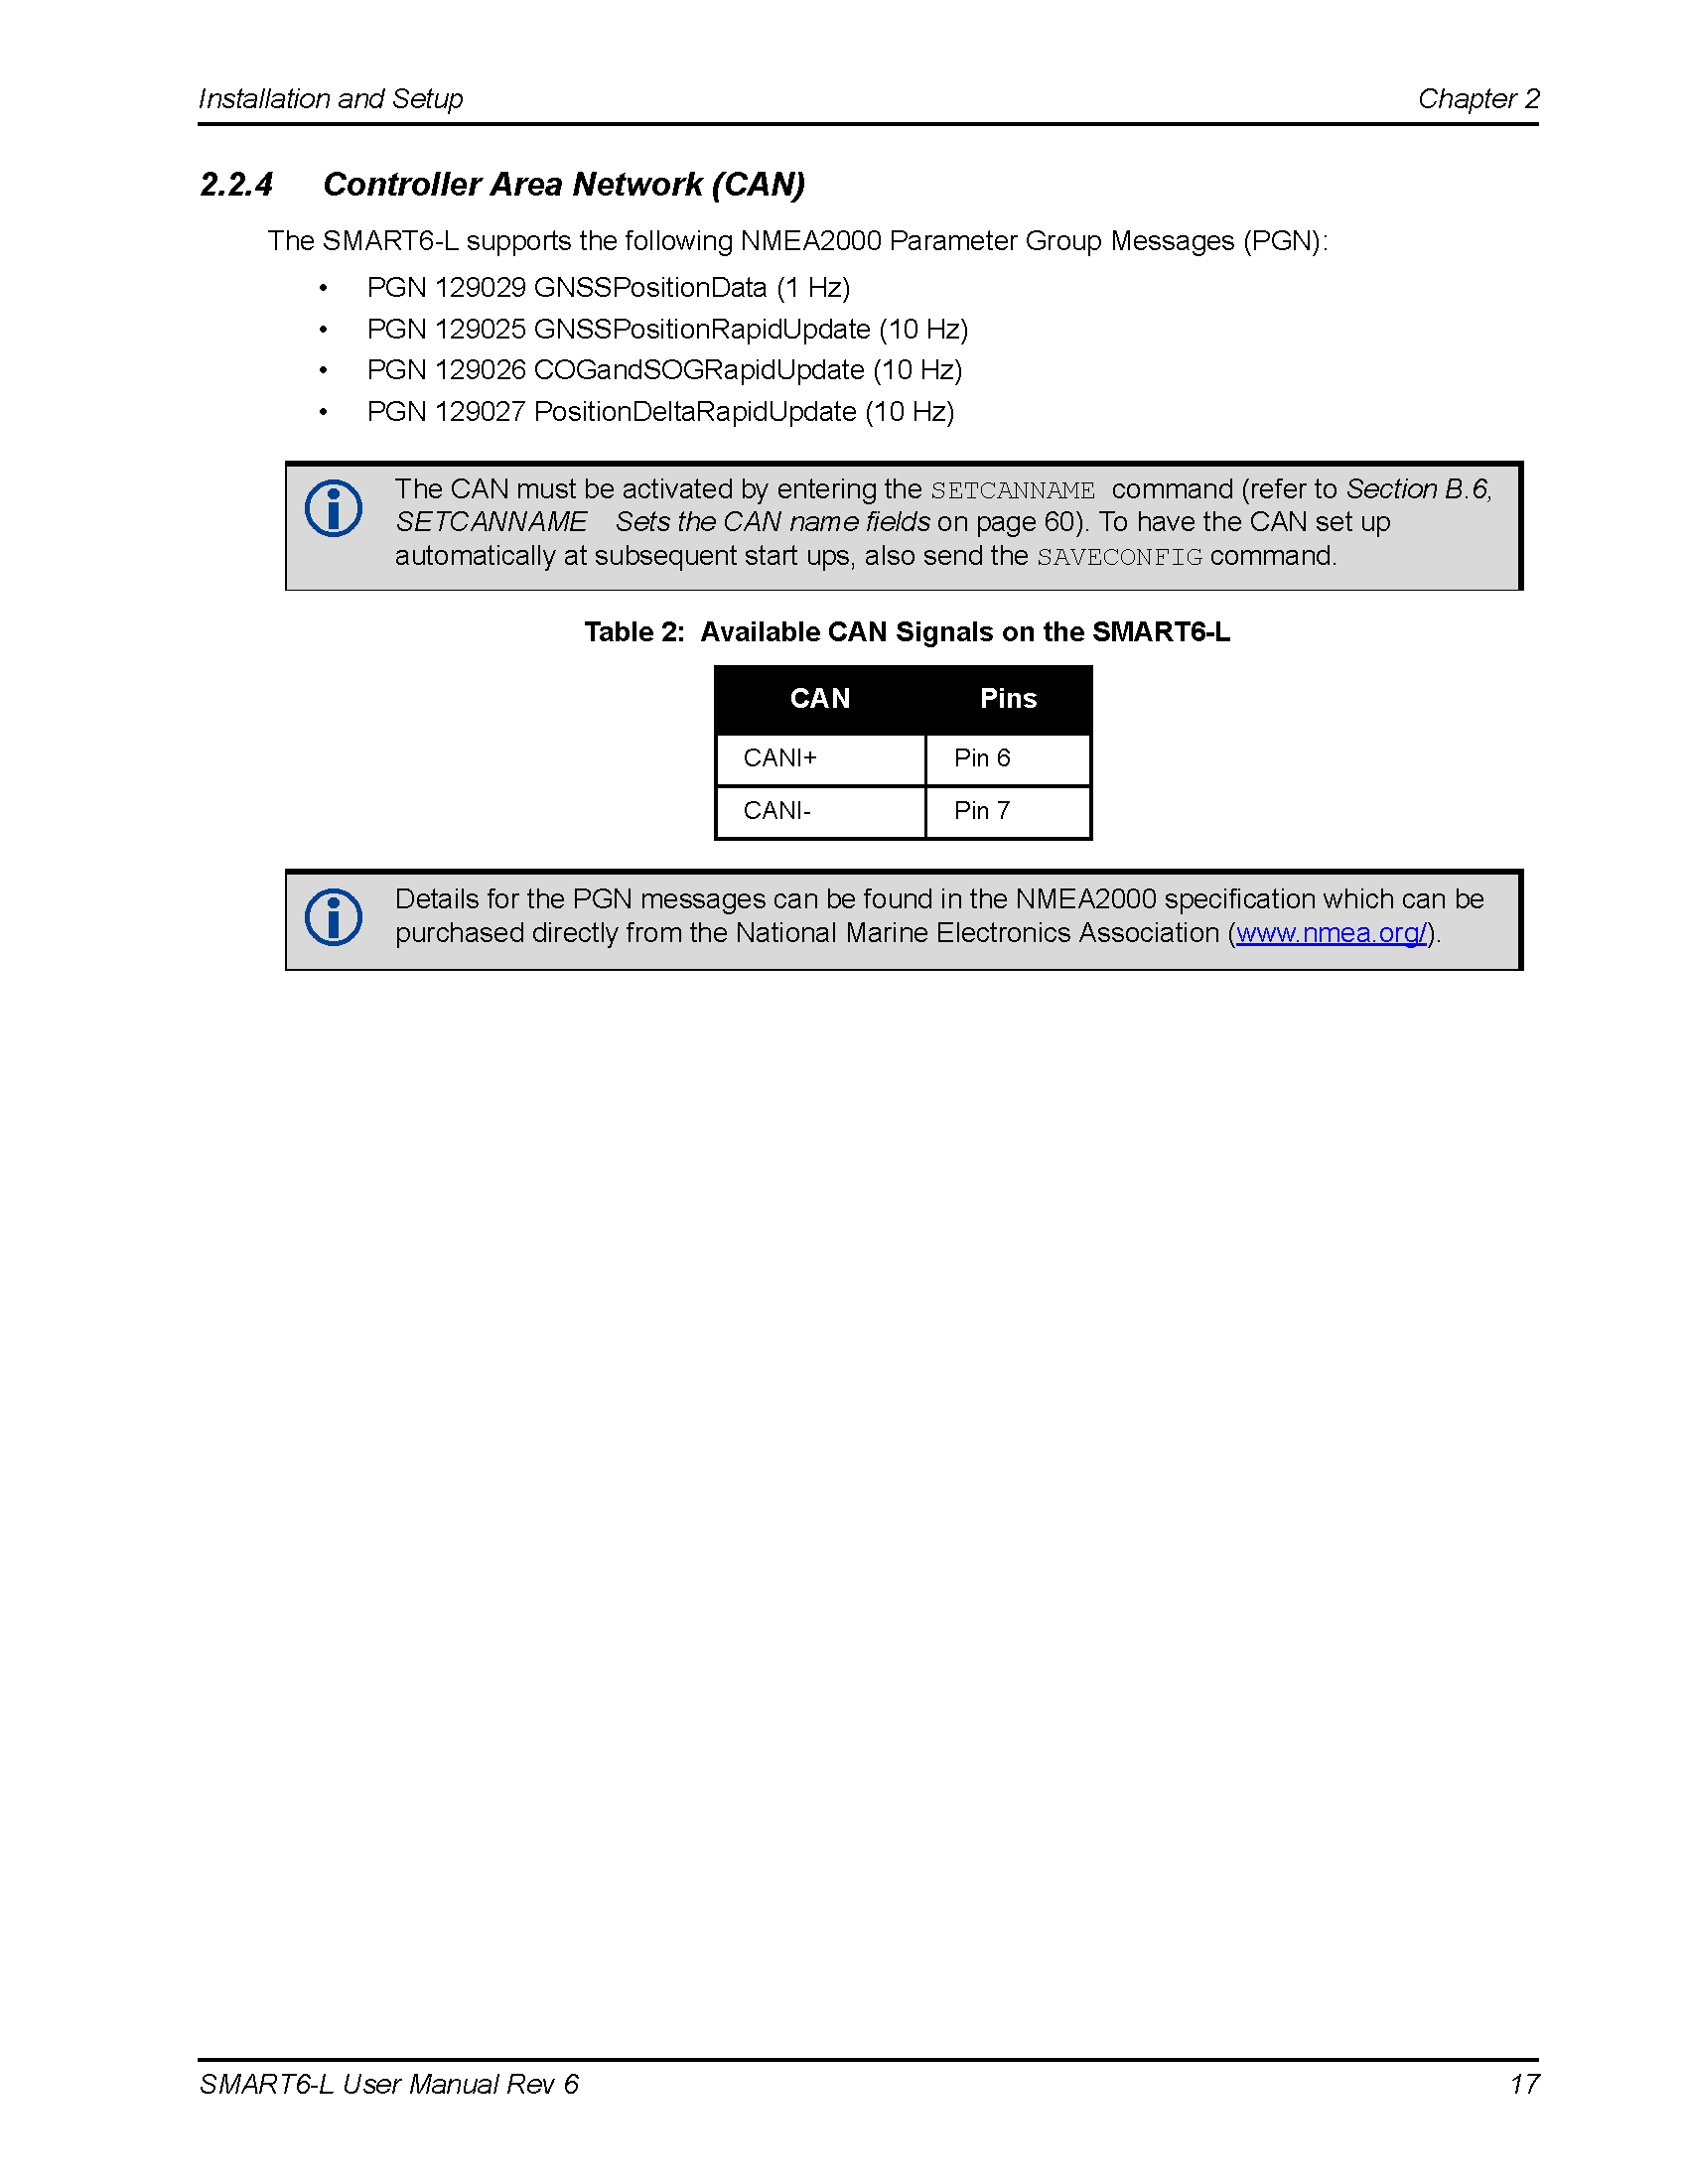 Installation and Setup Chapter 2
2.2.4 Controller Area Network (CAN)
The SMART6-L supports the following NMEA2000 Parameter Group Messages (PGN):
• PGN 129029 GNSSPositionData (1 Hz)
• PGN 129025 GNSSPositionRapidUpdate (10 Hz)
• PGN 129026 COGandSOGRapidUpdate (10 Hz)
• PGN 129027 PositionDeltaRapidUpdate (10 Hz)
The CAN must be activated by entering the SETCANNAME command (refer to Section B.6,
SETCANNAME Sets the CAN name fields on page 60). To have the CAN set up
automatically at subsequent start ups, also send the SAVECONFIG command.
Table 2: Available CAN Signals on the SMART6-L
CAN Pins
CANI+ Pin 6
CANI- Pin 7
Details for the PGN messages can be found in the NMEA2000 specification which can be
purchased directly from the National Marine Electronics Association (www.nmea.org/).
SMART6-L User Manual Rev 6 17